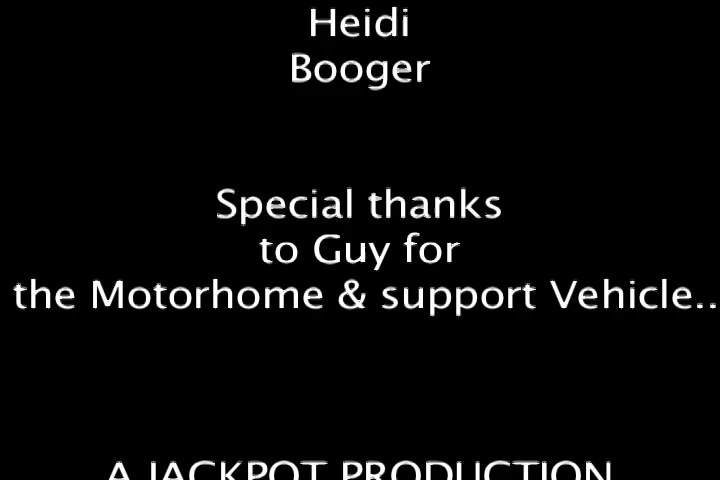 Heidi
Booger
Special thanks
to Guy for
the Motorhome & support Vehicle..
A JACKPOT PRODUCTION